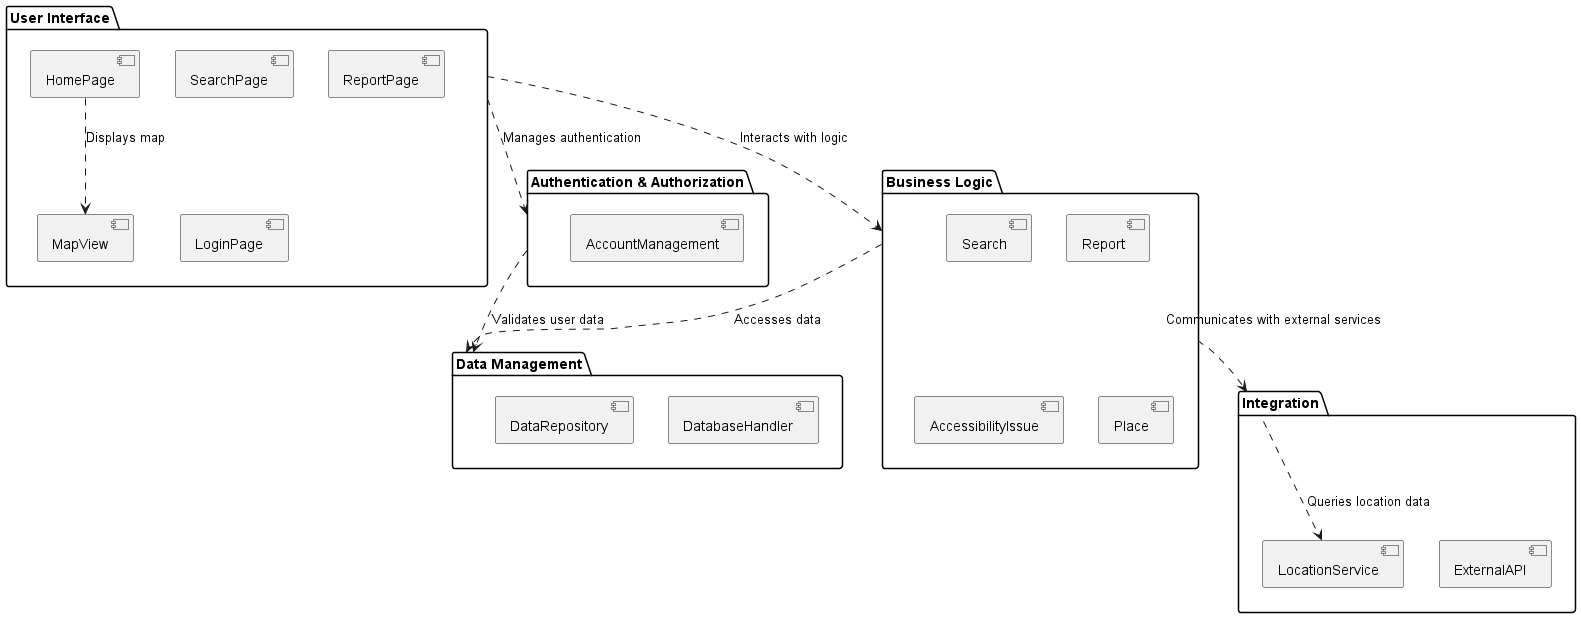 User Interface
HomePage
SearchPage
ReportPage
Displays map
Manages authentication
Interacts with logic
Authentication & Authorization
Business Logic
MapView
LoginPage
AccountManagement
Search
Report
Validates user data
Accesses data
Communicates with external services
Data Management
Integration
DataRepository
DatabaseHandler
AccessibilityIssue
Place
Queries location data
LocationService
ExternalAPI